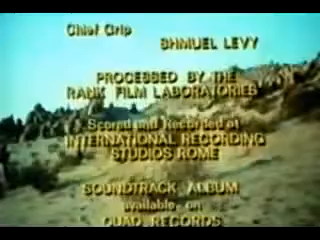 Chief Grip
SHMUEL LEVY
PROCESSED BY THE
RANK FILM LABORATORIES
Scored and Recorded at
INTERNATIONAL RECORDING
STUDIOS ROME
SOUNDTRACK ALBUM
available on
QUAD RECORDS